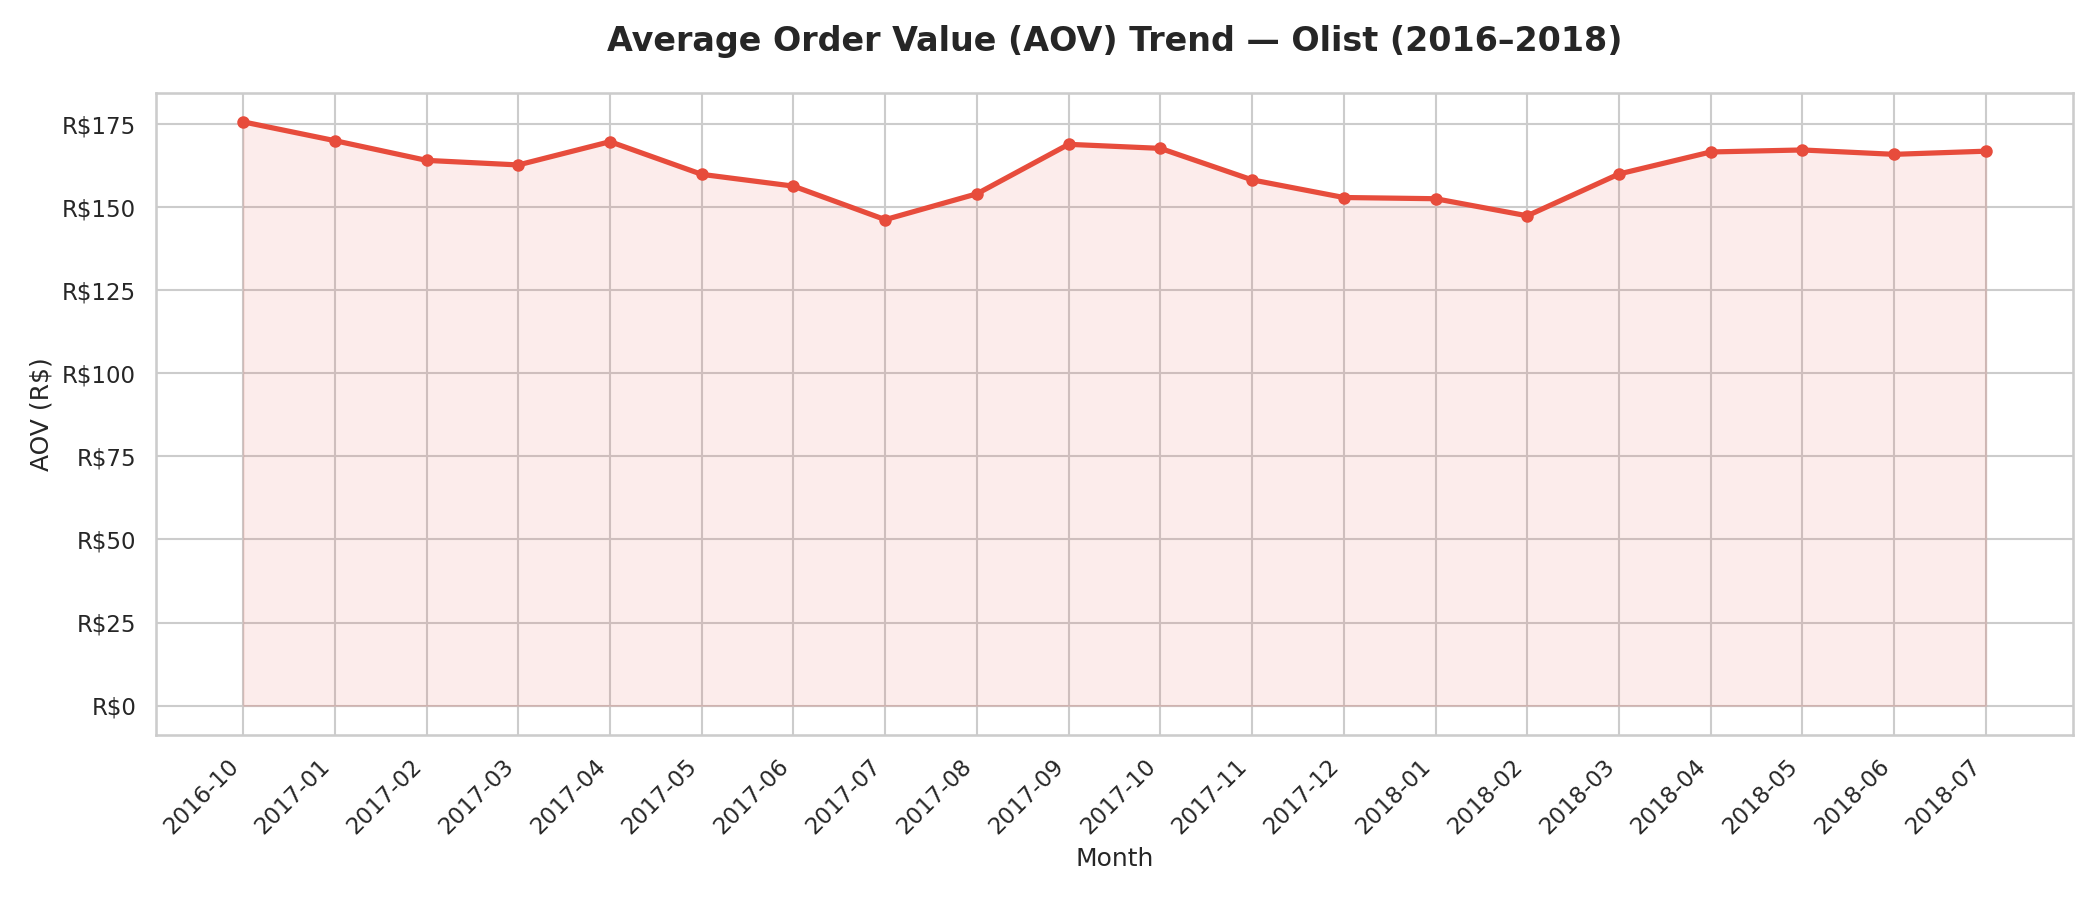 Average Order Value (AOV) Trend — Olist (2016–2018)
AOV (R$)
R$175
R$150
R$125
R$100
R$75
R$50
R$25
R$0
2016-10
2017-01
2017-02
2017-03
2017-04
2017-05
2017-06
2017-07
2017-08
2017-09
2017-10
2017-11
2017-12
2018-01
2018-02
2018-03
2018-04
2018-05
2018-06
2018-07
Month